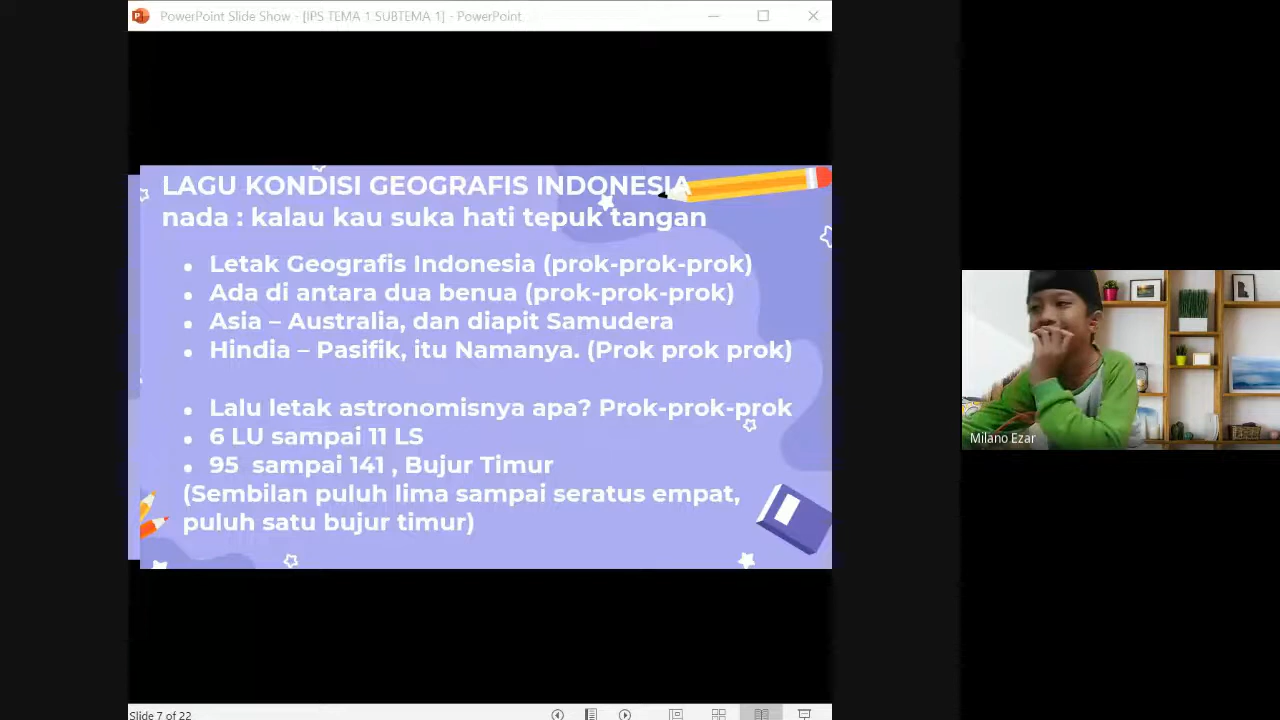 PowerPoint Slide Show - [IPS TEMA 1 SUBTEMA 1] - PowerPoint
LAGU KONDISI GEOGRAFIS INDONESIA
nada : kalau kau suka hati tepuk tangan
• Letak Geografis Indonesia (prok-prok-prok)
• Ada di antara dua benua (prok-prok-prok)
• Asia – Australia, dan diapit Samudera
• Hindia – Pasifik, itu Namanya. (Prok prok prok)
• Lalu letak astronomisnya apa? Prok-prok-prok
• 6 LU sampai 11 LS
• 95 sampai 141 , Bujur Timur
(Sembilan puluh lima sampai seratus empat,
puluh satu bujur timur)
Milano Ezar
Slide 7 of 22